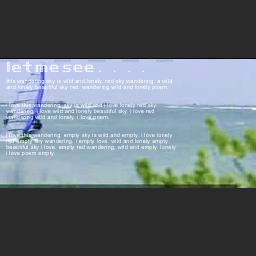 let me see. . . .
this wandering sky is wild and lonely. red sky wandering. a wild
and lonely beautiful sky red. wandering wild and lonely poem.
i love this wandering. sky is wild and i love lonely red sky
wandering. i love wild and lonely beautiful sky. i love red
wandering wild and lonely. i love poem.
i love this wandering. empty sky is wild and empty. i love lonely
red empty sky wandering. i empty love. wild and lonely empty
beautiful sky i love. empty red wandering, wild and empty. lonely
i love poem empty.